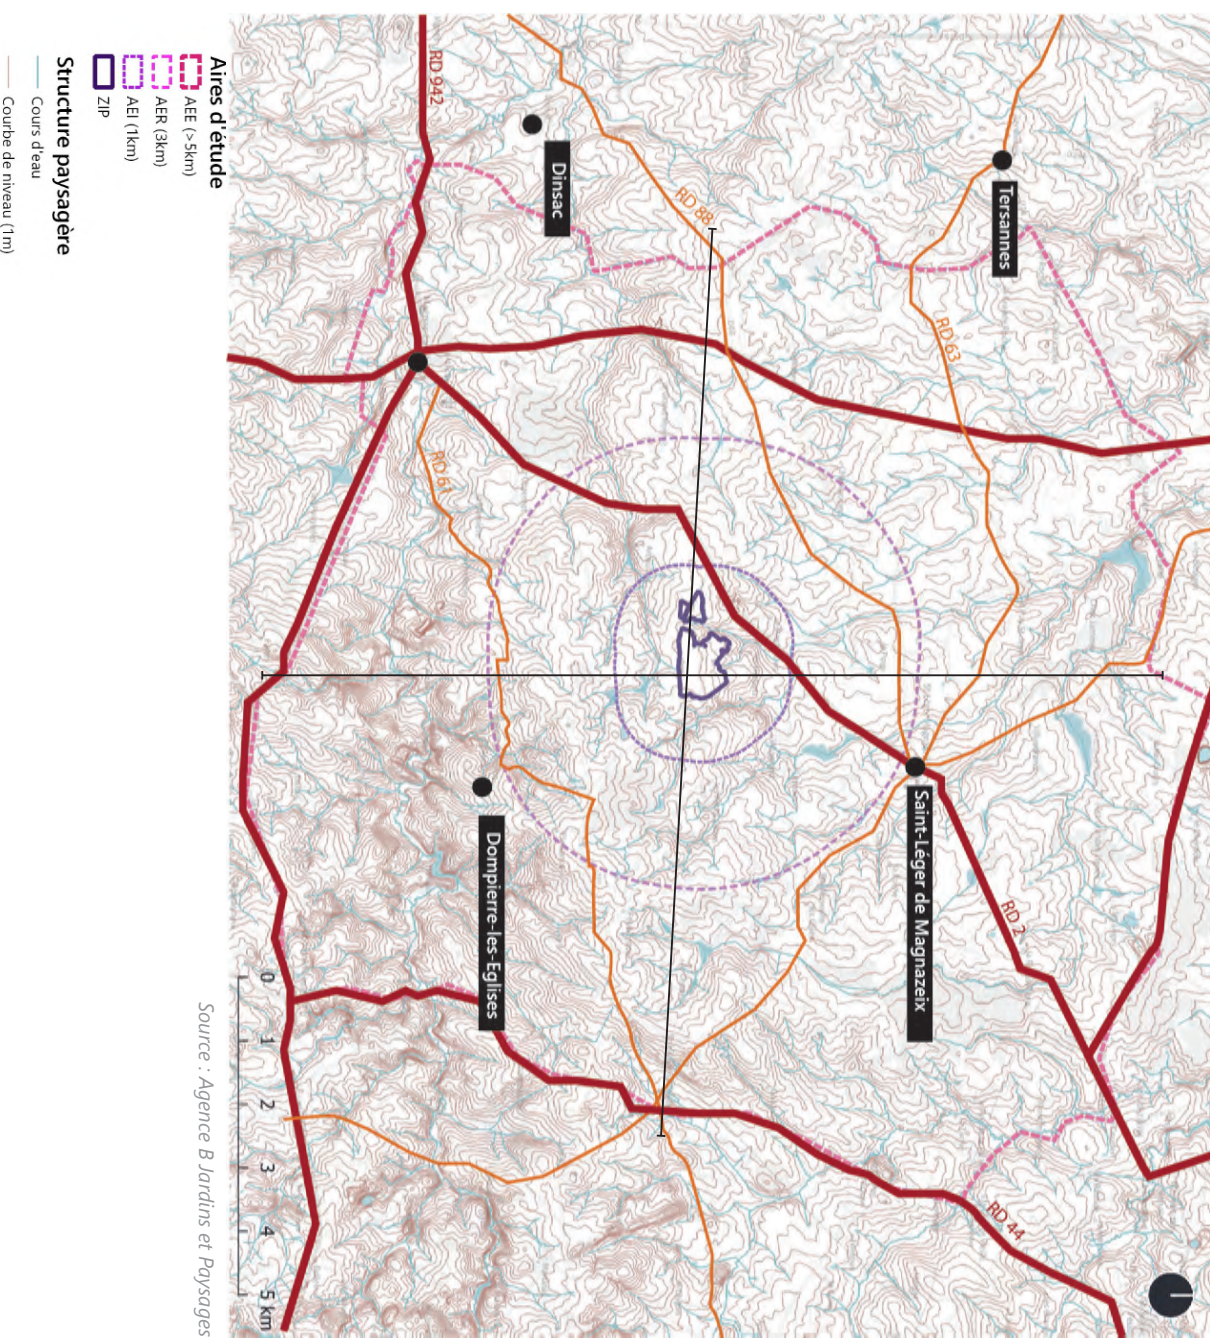 Tersannes
Dinsac
RD 942
RD 88
RD 63
RD 61
Saint-Léger de Magnazeix
Dompierre-les-Eglises
RD 2
RD 44
Aires d'étude
AEE (>5km)
AER (3km)
AEI (1km)
ZIP
Structure paysagère
Cours d'eau
Courbe de niveau (1m)
0 1 2 3 4 5 km
Source : Agence B Jardins et Paysages